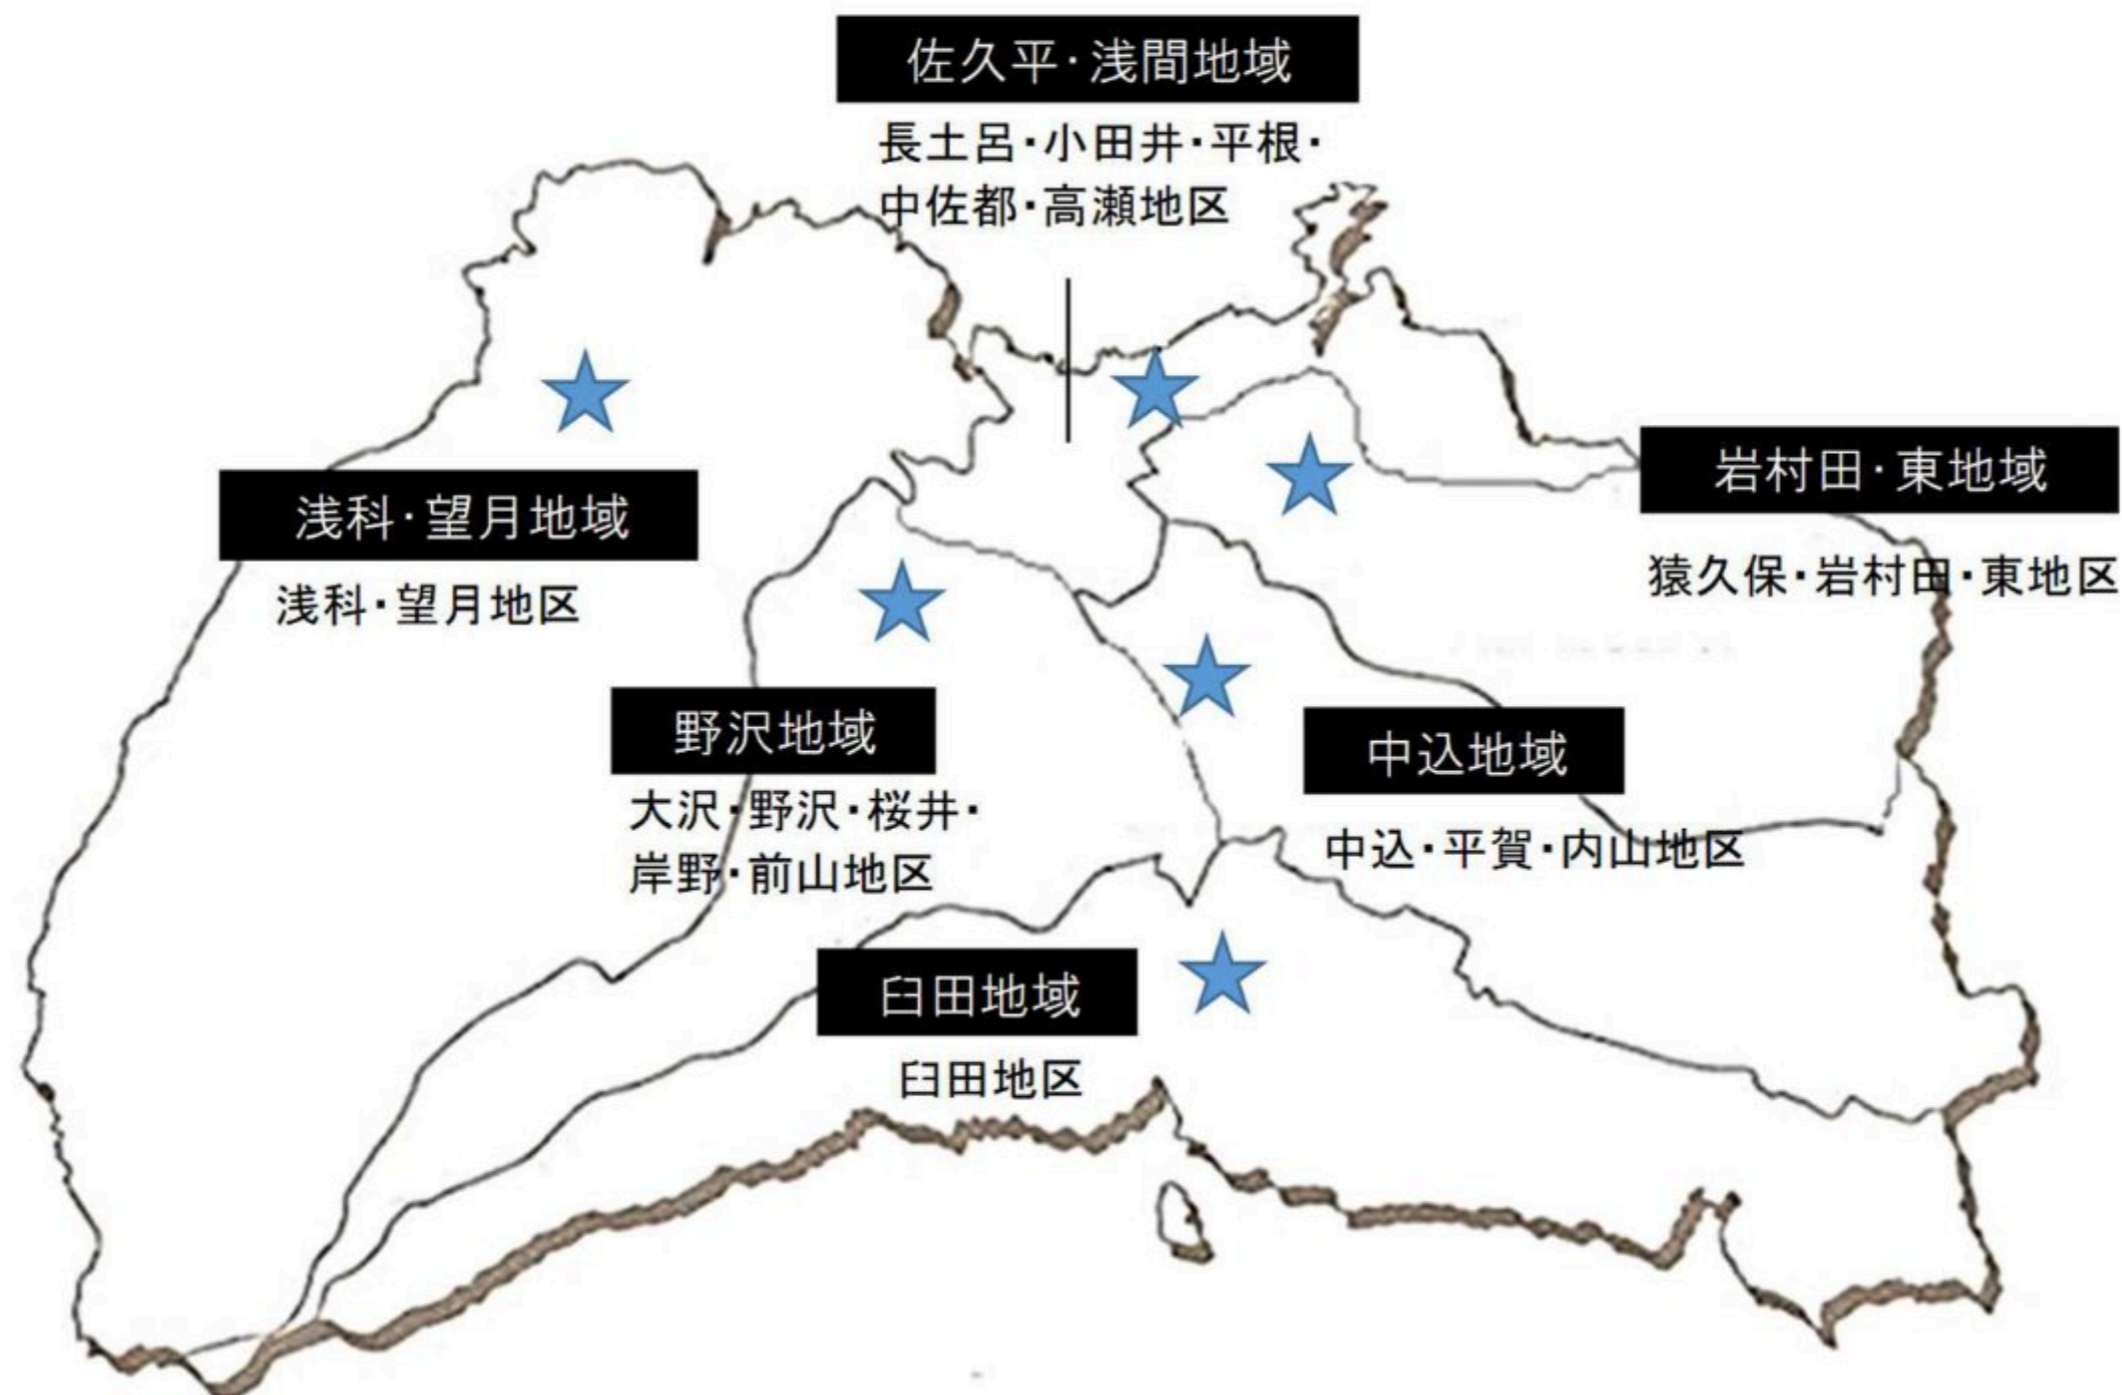 佐久平・浅間地域
長土呂・小田井・平根・
中佐都・高瀬地区
岩村田・東地域
猿久保・岩村田・東地区
浅科・望月地域
浅科・望月地区
野沢地域
大沢・野沢・桜井・
岸野・前山地区
中込地域
中込・平賀・内山地区
臼田地域
臼田地区